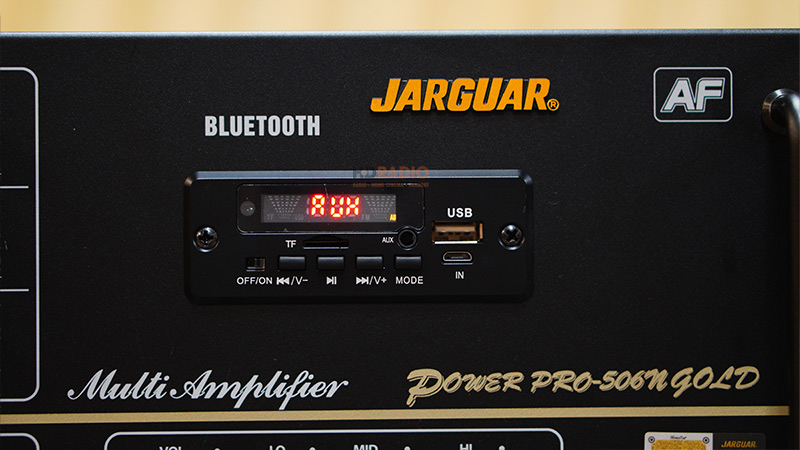 JARGUAR®
AF
BLUETOOTH
HDRADIO
AUX
USB
TF
AUX
OFF/ON
⏮/V−
⏯
⏭/V+
MODE
IN
Multi Amplifier
POWER PRO-506N GOLD
VOL
LO
MID
HI
JARGUAR